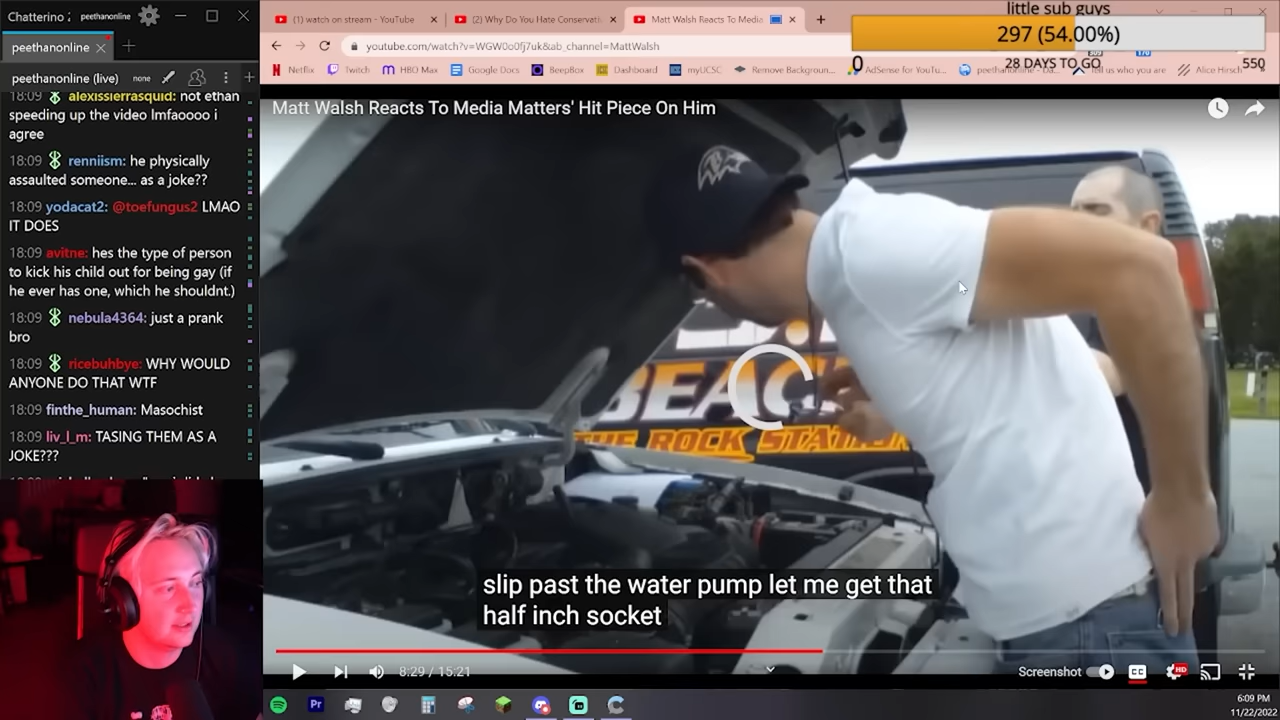 Chatterino
peethanonline
peethanonline
peethanonline (live)
none
18:09 alexissierrasquid: not ethan
speeding up the video lmfaoooo i
agree
18:09 renniism: he physically
assaulted someone... as a joke??
18:09 yodacat2: @toefungus2 LMAO
IT DOES
18:09 avitne: hes the type of person
to kick his child out for being gay (if
he ever has one, which he shouldnt.)
18:09 nebula4364: just a prank
bro
18:09 ricebuhbye: WHY WOULD
ANYONE DO THAT WTF
18:09 finthe_human: Masochist
18:09 liv_l_m: TASING THEM AS A
JOKE???
(1) watch on stream - YouTube
(2) Why Do You Hate Conservati
Matt Walsh Reacts To Media
youtube.com/watch?v=WGW0o0fj7uk&ab_channel=MattWalsh
Netflix
Twitch
HBO Max
Google Docs
BeepBox
Dashboard
myUCSC
Remove Backgroun...
AdSense for YouTu...
peethanonline - Da...
Tell us who you are
Alice Hirsch
little sub guys
297 (54.00%)
0
28 DAYS TO GO
550
Matt Walsh Reacts To Media Matters' Hit Piece On Him
BEAC
THE ROCK STATION
slip past the water pump let me get that
half inch socket
8:29 / 15:21
Screenshot
CC
HD
Pr
6:09 PM
11/22/2022